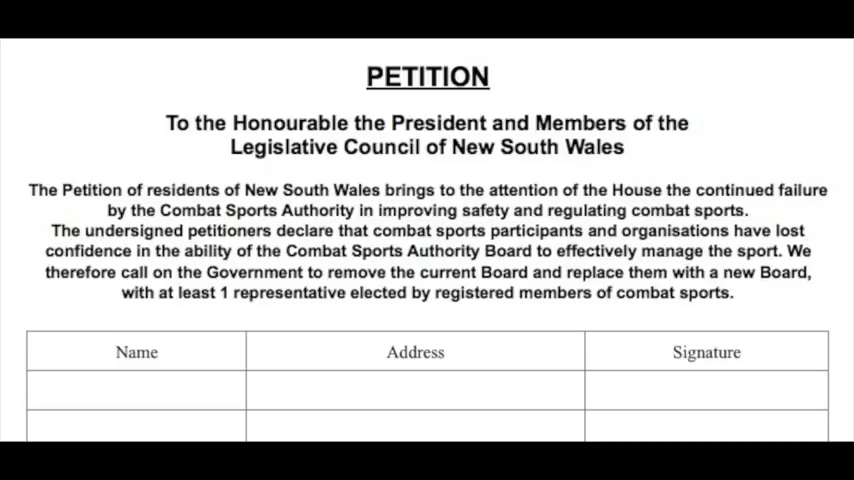 PETITION
To the Honourable the President and Members of the
Legislative Council of New South Wales
The Petition of residents of New South Wales brings to the attention of the House the continued failure
by the Combat Sports Authority in improving safety and regulating combat sports.
The undersigned petitioners declare that combat sports participants and organisations have lost
confidence in the ability of the Combat Sports Authority Board to effectively manage the sport. We
therefore call on the Government to remove the current Board and replace them with a new Board,
with at least 1 representative elected by registered members of combat sports.
Name Address Signature